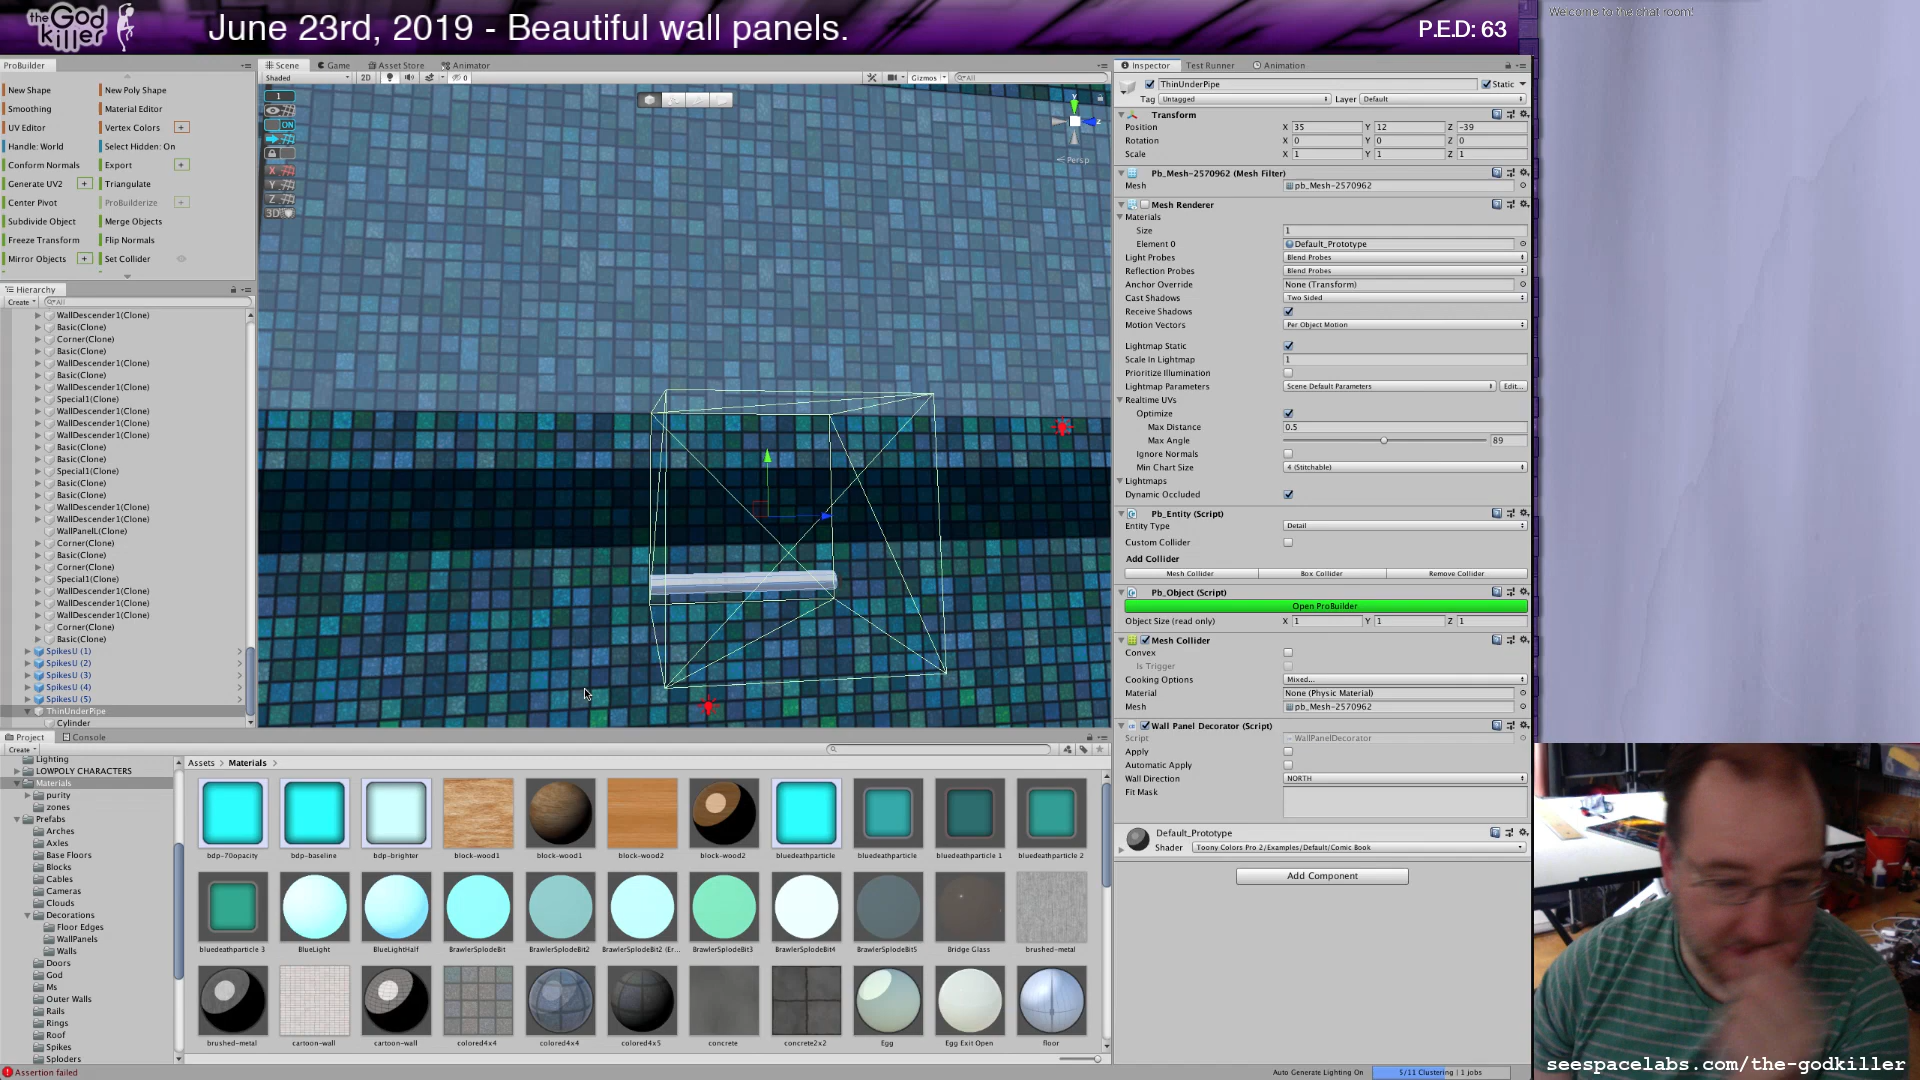 the God killer
June 23rd, 2019 - Beautiful wall panels.
P.E.D: 63
Welcome to the chat room!
ProBuilder
New Shape
New Poly Shape
Smoothing
Material Editor
UV Editor
Vertex Colors
Handle: World
Select Hidden: On
Conform Normals
Export
Generate UV2
Triangulate
Center Pivot
ProBuilderize
Subdivide Object
Merge Objects
Freeze Transform
Flip Normals
Mirror Objects
Set Collider
Hierarchy
Create
All
WallDescender1(Clone)
Basic(Clone)
Corner(Clone)
Basic(Clone)
WallDescender1(Clone)
Basic(Clone)
WallDescender1(Clone)
Special1(Clone)
WallDescender1(Clone)
WallDescender1(Clone)
WallDescender1(Clone)
Basic(Clone)
Basic(Clone)
Special1(Clone)
Basic(Clone)
Basic(Clone)
WallDescender1(Clone)
WallDescender1(Clone)
WallPanelL(Clone)
Corner(Clone)
Basic(Clone)
Corner(Clone)
Special1(Clone)
WallDescender1(Clone)
WallDescender1(Clone)
WallDescender1(Clone)
Corner(Clone)
Basic(Clone)
SpikesU (1)
SpikesU (2)
SpikesU (3)
SpikesU (4)
SpikesU (5)
ThinUnderPipe
Cylinder
Scene
Game
Asset Store
Animator
Shaded
2D
0
Gizmos
All
1
ON
X
Y
Z
3D
y
z
Persp
Inspector
Test Runner
Animation
ThinUnderPipe
Static
Tag
Untagged
Layer
Default
Transform
Position
X 35 Y 12 Z -39
Rotation
X 0 Y 0 Z 0
Scale
X 1 Y 1 Z 1
Pb_Mesh-2570962 (Mesh Filter)
Mesh
pb_Mesh-2570962
Mesh Renderer
Materials
Size
1
Element 0
Default_Prototype
Light Probes
Blend Probes
Reflection Probes
Blend Probes
Anchor Override
None (Transform)
Cast Shadows
Two Sided
Receive Shadows
Motion Vectors
Per Object Motion
Lightmap Static
Scale In Lightmap
1
Prioritize Illumination
Lightmap Parameters
Scene Default Parameters
Edit...
Realtime UVs
Optimize
Max Distance
0.5
Max Angle
89
Ignore Normals
Min Chart Size
4 (Stitchable)
Lightmaps
Dynamic Occluded
Pb_Entity (Script)
Entity Type
Detail
Custom Collider
Add Collider
Mesh Collider
Box Collider
Remove Collider
Pb_Object (Script)
Open ProBuilder
Object Size (read only)
X 1 Y 1 Z 1
Mesh Collider
Convex
Is Trigger
Cooking Options
Mixed...
Material
None (Physic Material)
Mesh
pb_Mesh-2570962
Wall Panel Decorator (Script)
Script
WallPanelDecorator
Apply
Automatic Apply
Wall Direction
NORTH
Fit Mask
Default_Prototype
Shader
Toony Colors Pro 2/Examples/Default/Comic Book
Add Component
Project
Console
Create
Lighting
LOWPOLY CHARACTERS
Materials
purity
zones
Prefabs
Arches
Axles
Base Floors
Blocks
Cables
Cameras
Clouds
Decorations
Floor Edges
WallPanels
Walls
Doors
God
Ms
Outer Walls
Rails
Rings
Roof
Spikes
Sploders
Assets > Materials >
bdp-70opacity
bdp-baseline
bdp-brighter
block-wood1
block-wood1
block-wood2
block-wood2
bluedeathparticle
bluedeathparticle
bluedeathparticle 1
bluedeathparticle 2
bluedeathparticle 3
BlueLight
BlueLightHalf
BrawlerSplodeBit
BrawlerSplodeBit2
BrawlerSplodeBit2 (Er...
BrawlerSplodeBit3
BrawlerSplodeBit4
BrawlerSplodeBit5
Bridge Glass
brushed-metal
brushed-metal
cartoon-wall
cartoon-wall
colored4x4
colored4x4
colored4x5
concrete
concrete2x2
Egg
Egg Exit Open
floor
Assertion failed
Auto Generate Lighting On
5/11 Clustering | 1 jobs
seespacelabs.com/the-godkiller